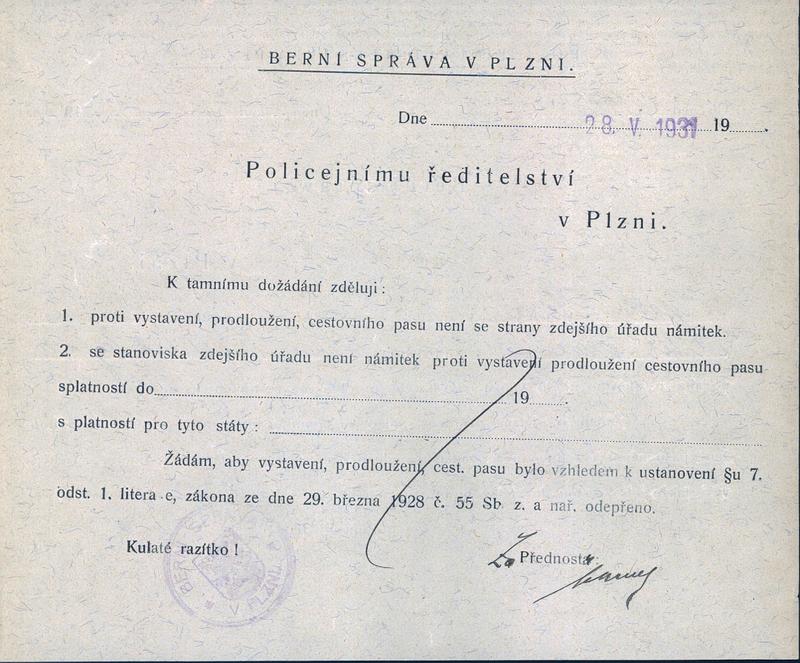 BERNÍ SPRÁVA V PLZNI.
Dne 28. V. 1931 19
Policejnímu ředitelství
v Plzni.
K tamnímu dožádání zděluji:
1. proti vystavení, prodloužení, cestovního pasu není se strany zdejšího úřadu námitek.
2. se stanoviska zdejšího úřadu není námitek proti vystavení prodloužení cestovního pasu
splatností do 19 .
s platností pro tyto státy:
Žádám, aby vystavení, prodloužení, cest. pasu bylo vzhledem k ustanovení §u 7.
odst. 1. litera e, zákona ze dne 29. března 1928 č. 55 Sb z. a nař. odepřeno.
Kulaté razítko!
Za Přednosta:
V PLZNI